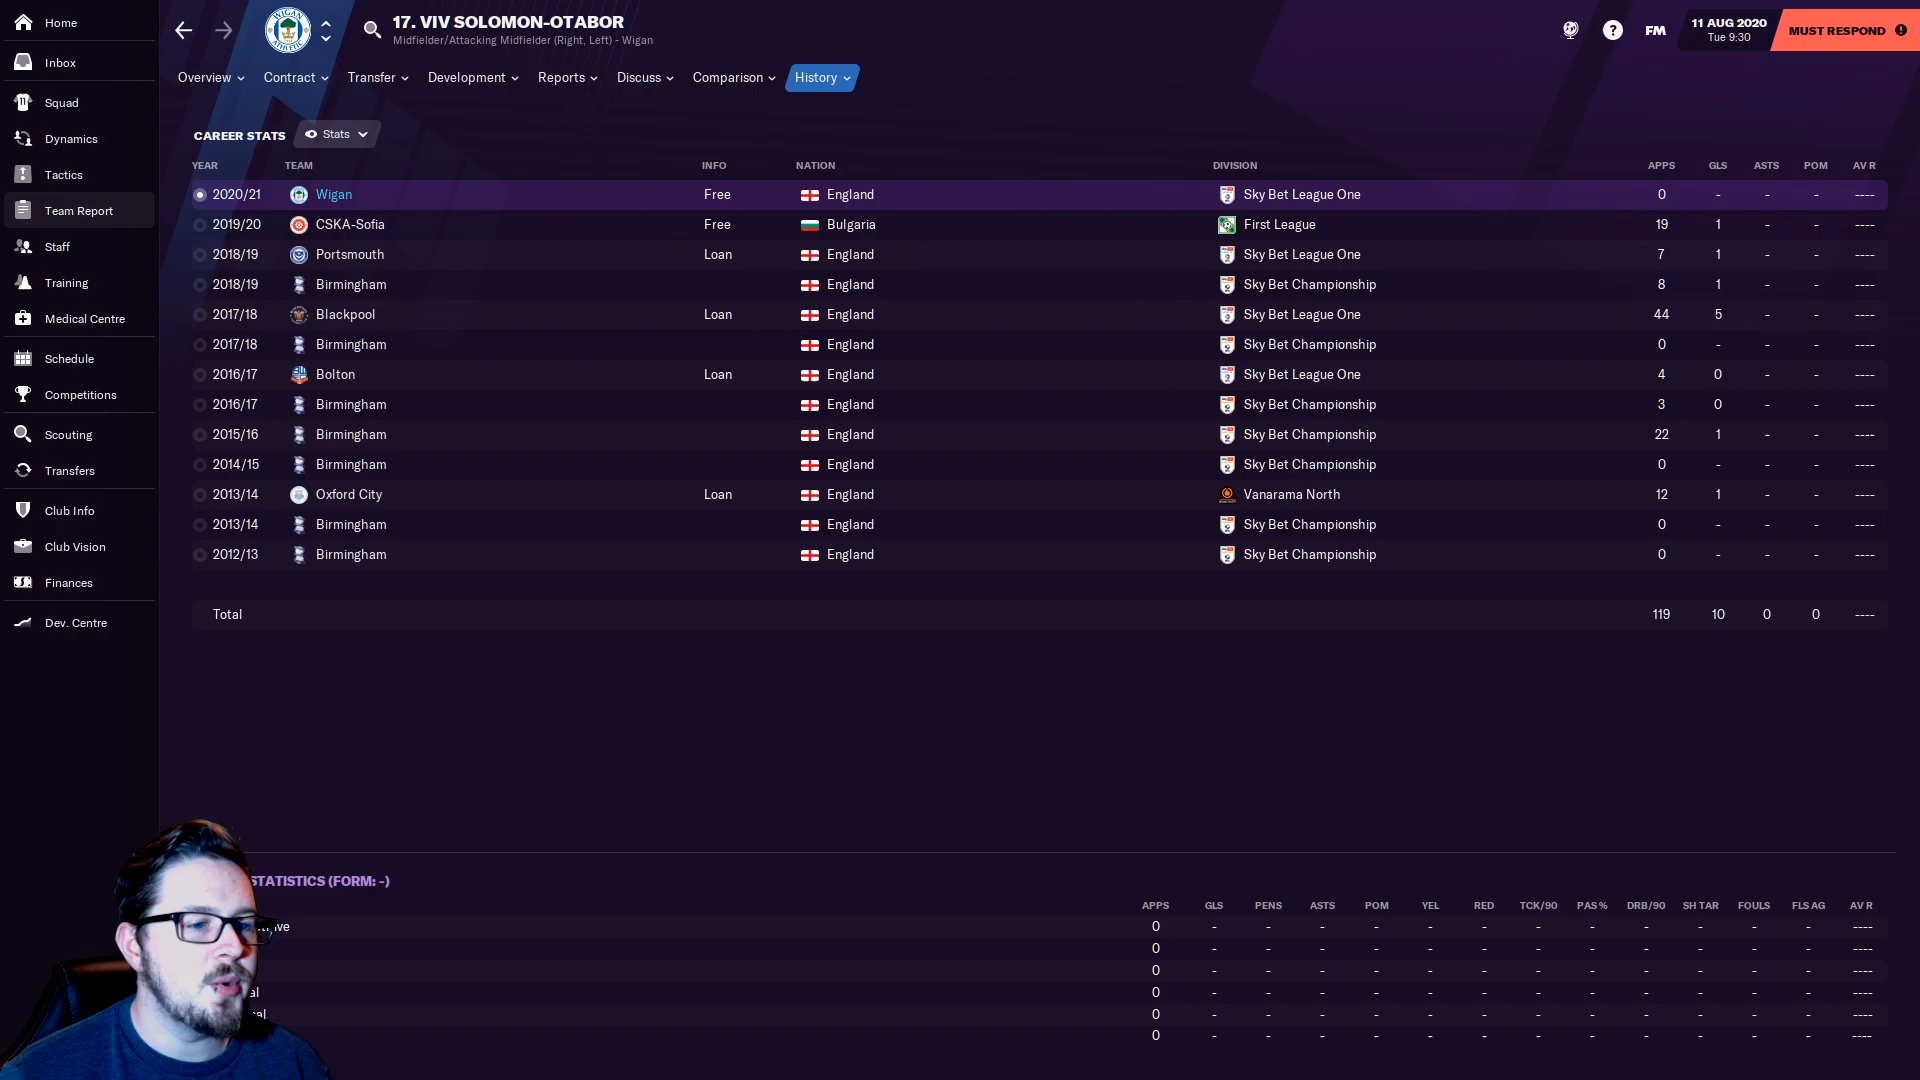 Home
Inbox
Squad
Dynamics
Tactics
Team Report
Staff
Training
Medical Centre
Schedule
Competitions
Scouting
Transfers
Club Info
Club Vision
Finances
Dev. Centre
17. VIV SOLOMON-OTABOR
Midfielder/Attacking Midfielder (Right, Left) - Wigan
FM
11 AUG 2020
Tue 9:30
MUST RESPOND
Overview Contract Transfer Development Reports Discuss Comparison History
CAREER STATS Stats
YEAR TEAM INFO NATION DIVISION APPS GLS ASTS POM AV R
2020/21 Wigan Free England Sky Bet League One 0 - - - ----
2019/20 CSKA-Sofia Free Bulgaria First League 19 1 - - ----
2018/19 Portsmouth Loan England Sky Bet League One 7 1 - - ----
2018/19 Birmingham England Sky Bet Championship 8 1 - - ----
2017/18 Blackpool Loan England Sky Bet League One 44 5 - - ----
2017/18 Birmingham England Sky Bet Championship 0 - - - ----
2016/17 Bolton Loan England Sky Bet League One 4 0 - - ----
2016/17 Birmingham England Sky Bet Championship 3 0 - - ----
2015/16 Birmingham England Sky Bet Championship 22 1 - - ----
2014/15 Birmingham England Sky Bet Championship 0 - - - ----
2013/14 Oxford City Loan England Vanarama North 12 1 - - ----
2013/14 Birmingham England Sky Bet Championship 0 - - - ----
2012/13 Birmingham England Sky Bet Championship 0 - - - ----
Total 119 10 0 0 ----
STATISTICS (FORM: -)
APPS GLS PENS ASTS POM YEL RED TCK/90 PAS % DRB/90 SH TAR FOULS FLS AG AV R
0 - - - - - - - - - - - - ----
0 - - - - - - - - - - - - ----
0 - - - - - - - - - - - - ----
0 - - - - - - - - - - - - ----
0 - - - - - - - - - - - - ----
0 - - - - - - - - - - - - ----